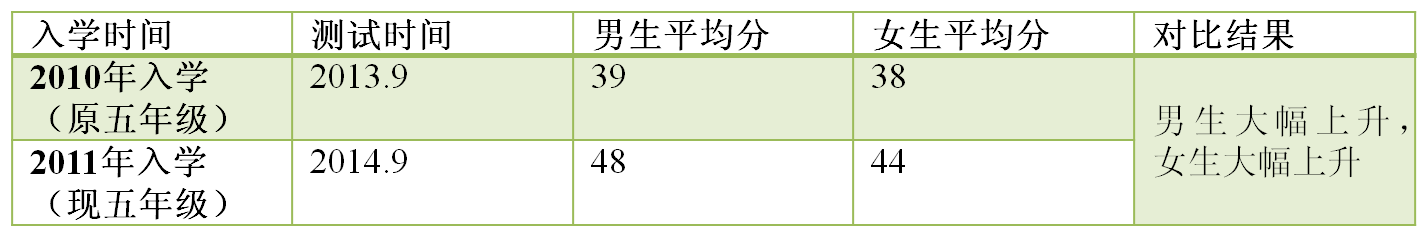 入学时间 测试时间 男生平均分 女生平均分 对比结果
2010年入学 2013.9 39 38
（原五年级）
男生大幅上升，
女生大幅上升
2011年入学 2014.9 48 44
（现五年级）